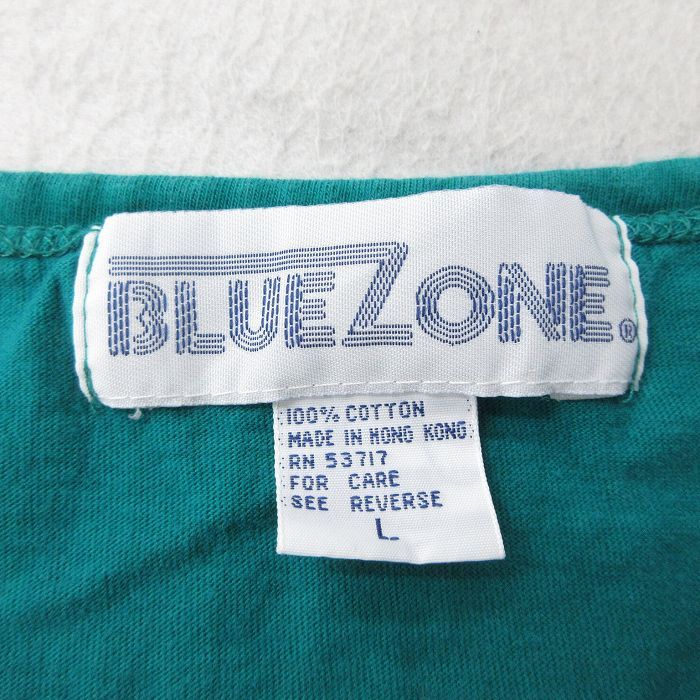 BLUEZONE®
100% COTTON
MADE IN HONG KONG
RN 53717
FOR CARE
SEE REVERSE
L